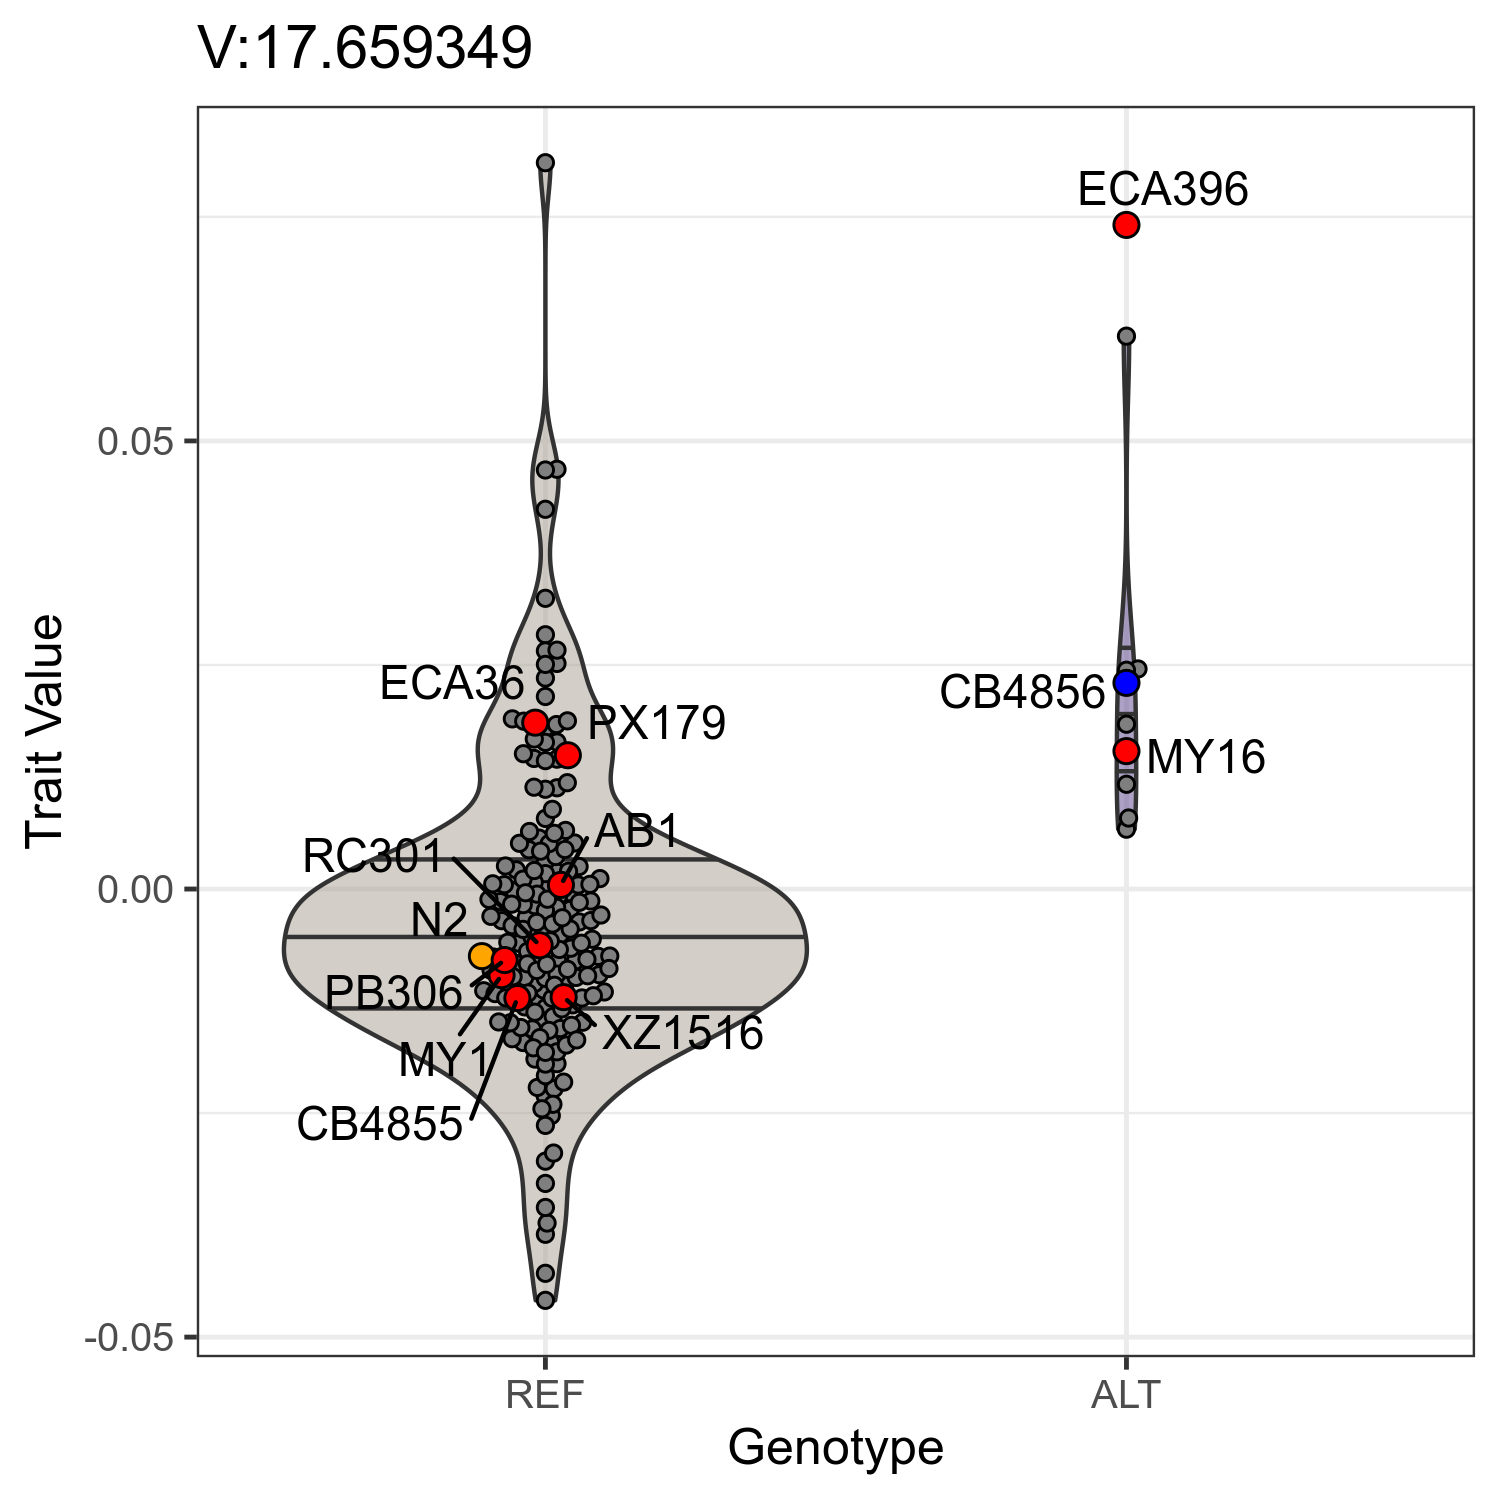 V:17.659349
ECA396
0.05
ECA36
CB4856
PX179
MY16
Trait Value
AB1
RC301
0.00
N2
PB306
XZ1516
MY1
CB4855
-0.05
REF
ALT
Genotype